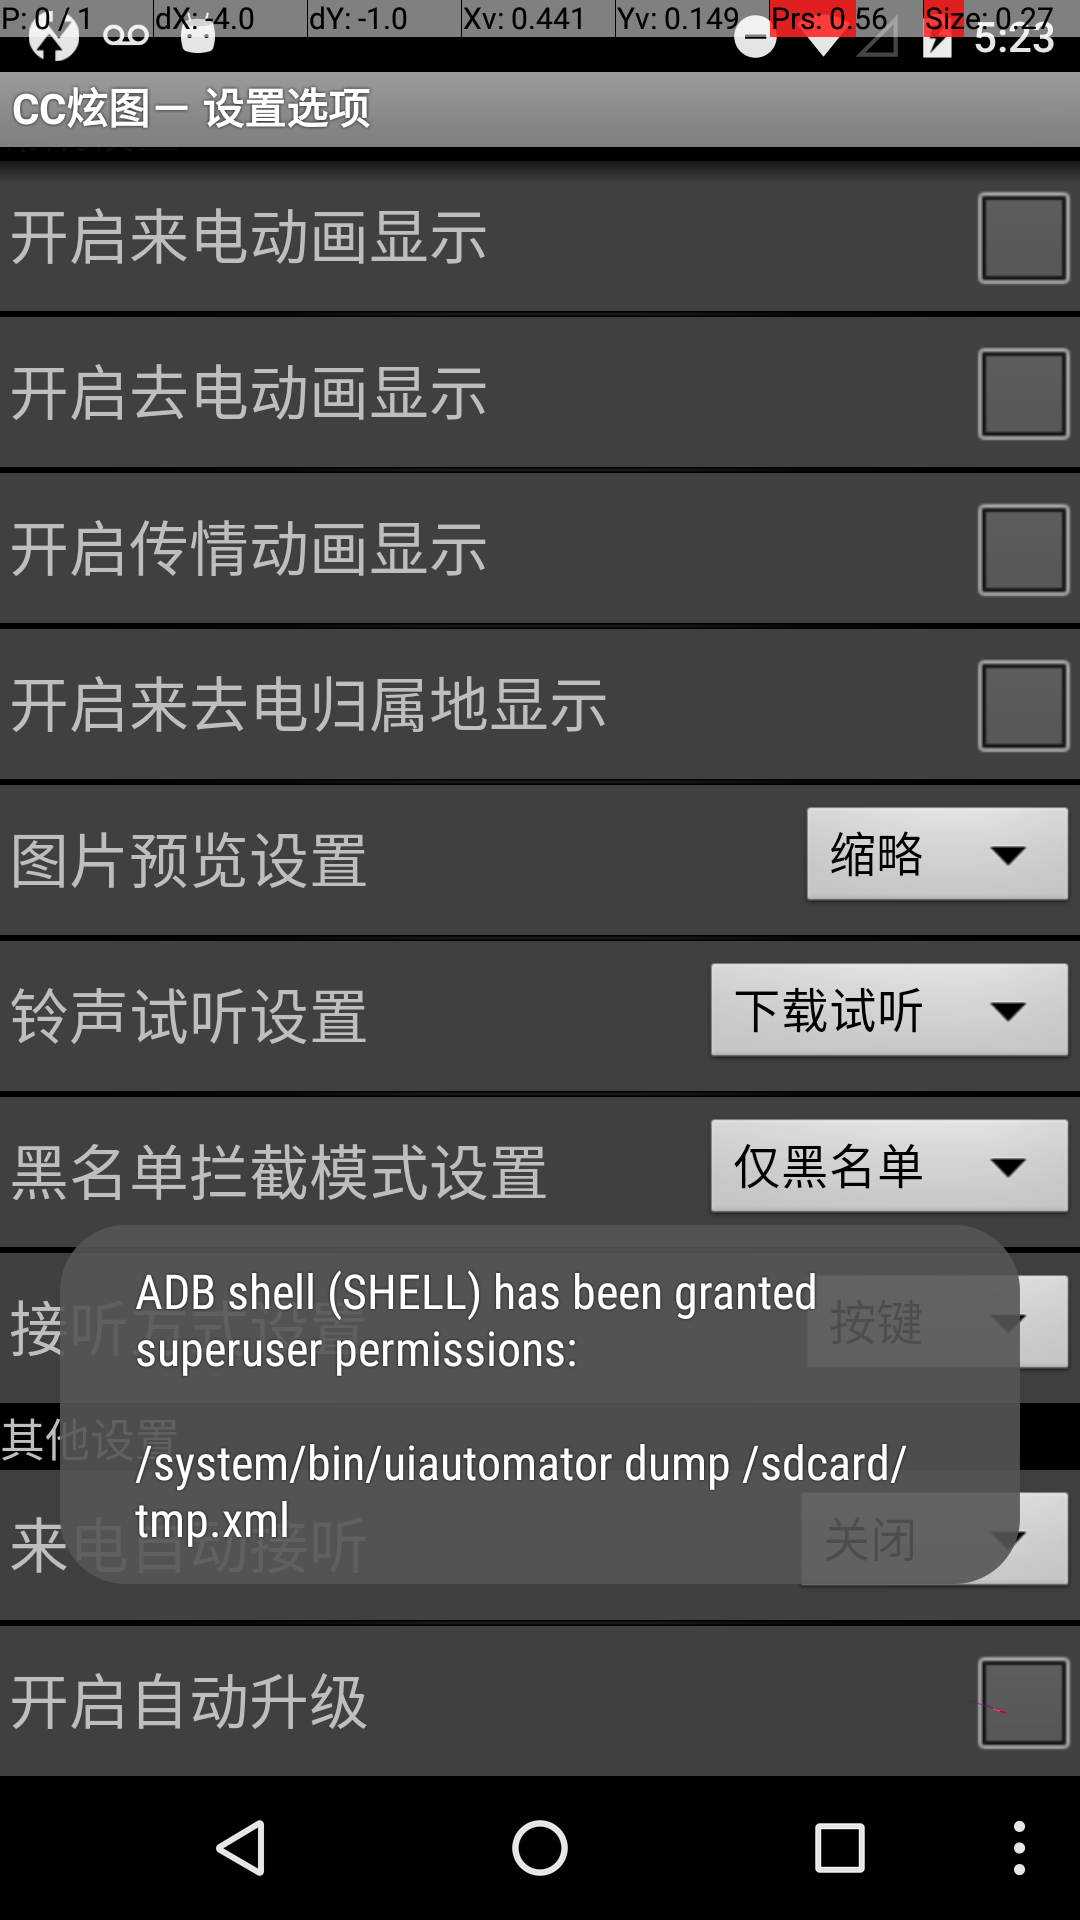 P: 0 / 1 dX: -4.0 dY: -1.0 Xv: 0.441 Yv: 0.149 Prs: 0.56 Size: 0.27
5:23
CC炫图－ 设置选项
开启来电动画显示
开启去电动画显示
开启传情动画显示
开启来去电归属地显示
图片预览设置 缩略
铃声试听设置 下载试听
黑名单拦截模式设置 仅黑名单
接听方式设置 按键
ADB shell (SHELL) has been granted
superuser permissions:
其他设置
/system/bin/uiautomator dump /sdcard/
tmp.xml
来电自动接听 关闭
开启自动升级